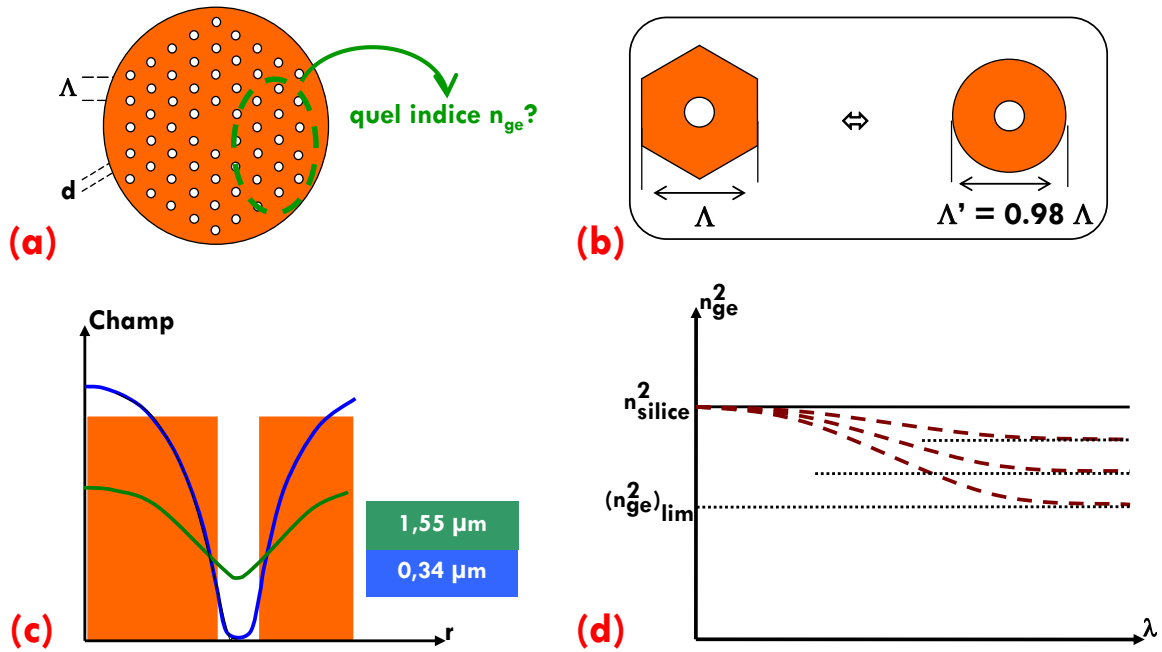 Λ
d
quel indice nge?
(a)
Λ
⇔
Λ' = 0.98 Λ
(b)
Champ
1,55 µm
0,34 µm
r
(c)
n²ge
n²silice
(n²ge)lim
λ
(d)